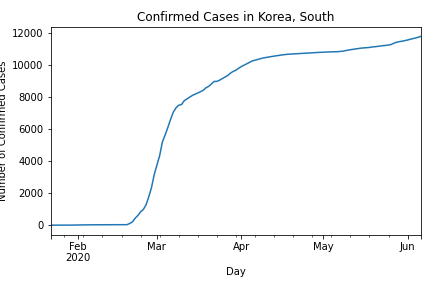 Confirmed Cases in Korea, South
Number of Confirmed Cases
12000
10000
8000
6000
4000
2000
0
Feb
2020
Mar
Apr
May
Jun
Day